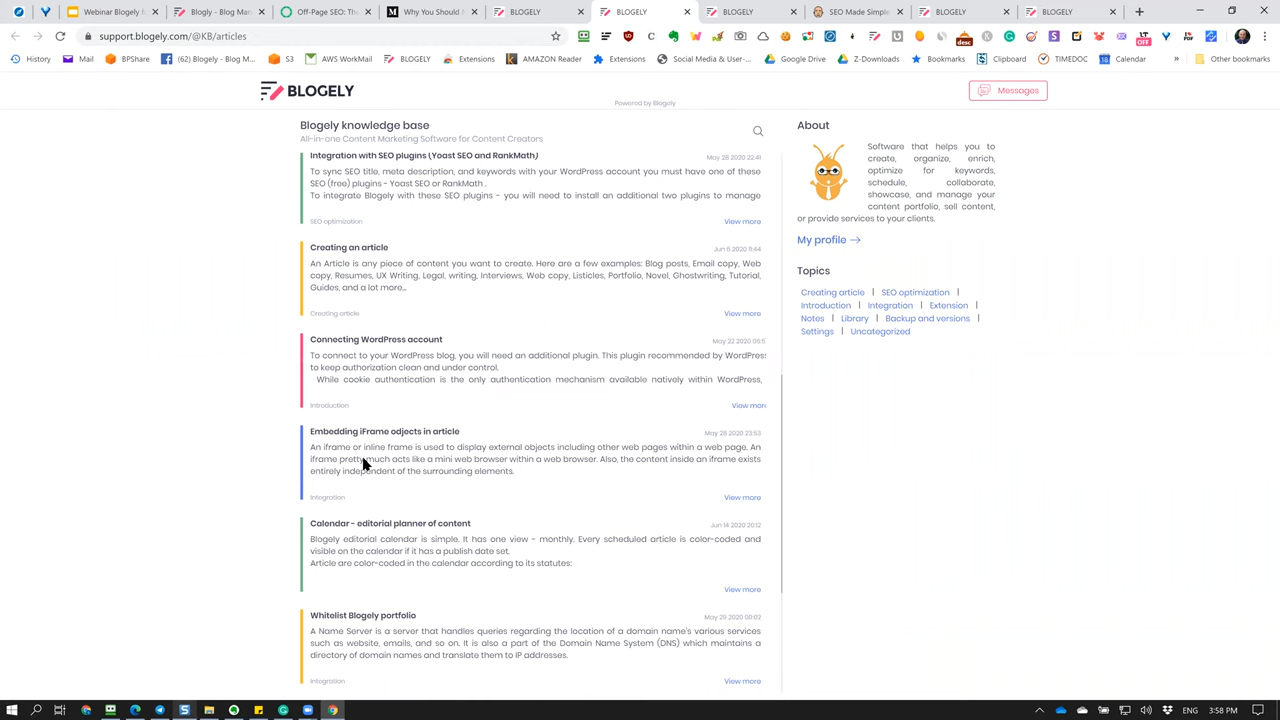 Webinar Blogely
Blogely - Blog Mar
Off-Page SEO: The
Why You Should
BLOGELY
BLOGELY
BLOGELY
SEO Made Simple
BLOGELY
BLOGELY
support.blogely.com/@KB/articles
desc
LT OFF
History
Mail
BPShare
(62) Blogely - Blog M...
S3
AWS WorkMail
BLOGELY
Extensions
AMAZON Reader
Extensions
Social Media & User-...
Google Drive
Z-Downloads
Bookmarks
Clipboard
TIMEDOC
Calendar
»
Other bookmarks
BLOGELY
Powered by Blogely
Messages
Blogely knowledge base
All-in-one Content Marketing Software for Content Creators
Integration with SEO plugins (Yoast SEO and RankMath)
May 28 2020 22:41
To sync SEO title, meta description, and keywords with your WordPress account you must have one of these
SEO (free) plugins - Yoast SEO or RankMath .
To integrate Blogely with these SEO plugins - you will need to install an additional two plugins to manage
SEO optimization
View more
Creating an article
Jun 6 2020 11:44
An Article is any piece of content you want to create. Here are a few examples: Blog posts, Email copy, Web
copy, Resumes, UX Writing, Legal, writing, Interviews, Web copy, Listicles, Portfolio, Novel, Ghostwriting, Tutorial,
Guides, and a lot more...
Creating article
View more
Connecting WordPress account
May 22 2020 06:5
To connect to your WordPress blog, you will need an additional plugin. This plugin recommended by WordPress
to keep authorization clean and under control.
While cookie authentication is the only authentication mechanism available natively within WordPress,
Introduction
View more
Embedding iFrame odjects in article
May 28 2020 23:53
An iframe or inline frame is used to display external objects including other web pages within a web page. An
iframe pretty much acts like a mini web browser within a web browser. Also, the content inside an iframe exists
entirely independent of the surrounding elements.
Integration
View more
Calendar - editorial planner of content
Jun 14 2020 20:12
Blogely editorial calendar is simple. It has one view - monthly. Every scheduled article is color-coded and
visible on the calendar if it has a publish date set.
Article are color-caded in the calendar according to its statutes:
View more
Whitelist Blogely portfolio
May 29 2020 00:02
A Name Server is a server that handles queries regarding the location of a domain name's various services
such as website, emails, and so on. It is also a part of the Domain Name System (DNS) which maintains a
directory of domain names and translate them to IP addresses.
Integration
View more
About
Software that helps you to
create, organize, enrich,
optimize for keywords,
schedule, collaborate,
showcase, and manage your
content portfolio, sell content,
or provide services to your clients.
My profile →
Topics
Creating article | SEO optimization |
Introduction | Integration | Extension |
Notes | Library | Backup and versions |
Settings | Uncategorized
ENG
3:58 PM